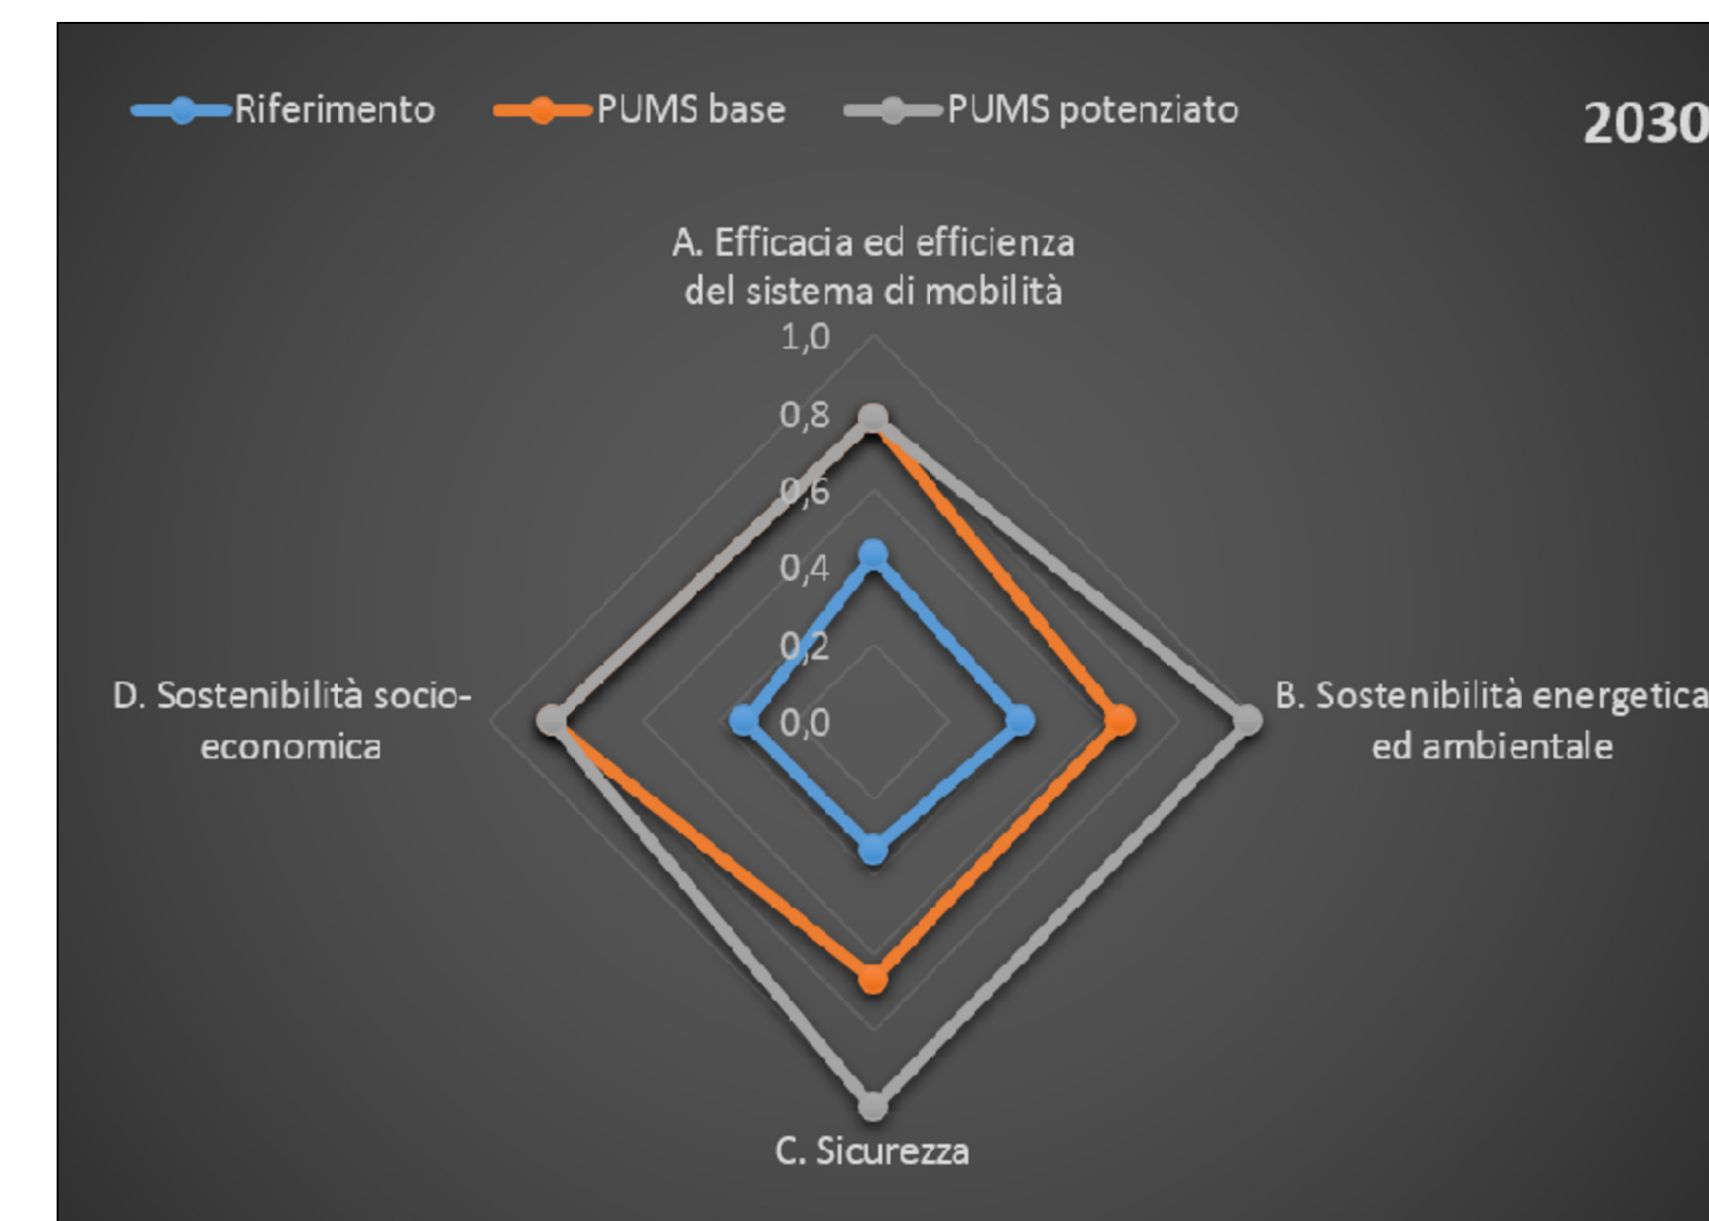 Riferimento PUMS base PUMS potenziato
2030
A. Efficacia ed efficienza
del sistema di mobilità
1,0
0,8
0,6
0,4
0,2
0,0
D. Sostenibilità socio-
economica
B. Sostenibilità energetica
ed ambientale
C. Sicurezza